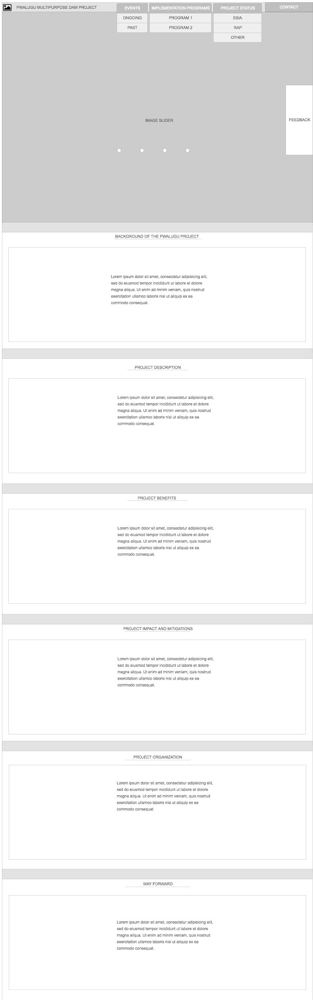 PWALUGU MULTIPURPOSE DAM PROJECT
EVENTS
ONGOING
PAST
IMPLEMENTATION PROGRAMS
PROGRAM 1
PROGRAM 2
PROJECT STATUS
ESIA
RAP
OTHER
CONTACT
FEEDBACK
IMAGE SLIDER
BACKGROUND OF THE PWALUGU PROJECT
Lorem ipsum dolor sit amet, consectetur adipisicing elit,
sed do eiusmod tempor incididunt ut labore et dolore
magna aliqua. Ut enim ad minim veniam, quis nostrud
exercitation ullamco laboris nisi ut aliquip ex ea
commodo consequat.
PROJECT DESCRIPTION
Lorem ipsum dolor sit amet, consectetur adipisicing elit,
sed do eiusmod tempor incididunt ut labore et dolore
magna aliqua. Ut enim ad minim veniam, quis nostrud
exercitation ullamco laboris nisi ut aliquip ex ea
commodo consequat.
PROJECT BENEFITS
Lorem ipsum dolor sit amet, consectetur adipisicing elit,
sed do eiusmod tempor incididunt ut labore et dolore
magna aliqua. Ut enim ad minim veniam, quis nostrud
exercitation ullamco laboris nisi ut aliquip ex ea
commodo consequat.
PROJECT IMPACT AND MITIGATIONS
Lorem ipsum dolor sit amet, consectetur adipisicing elit,
sed do eiusmod tempor incididunt ut labore et dolore
magna aliqua. Ut enim ad minim veniam, quis nostrud
exercitation ullamco laboris nisi ut aliquip ex ea
commodo consequat.
PROJECT ORGANIZATION
Lorem ipsum dolor sit amet, consectetur adipisicing elit,
sed do eiusmod tempor incididunt ut labore et dolore
magna aliqua. Ut enim ad minim veniam, quis nostrud
exercitation ullamco laboris nisi ut aliquip ex ea
commodo consequat.
WAY FORWARD
Lorem ipsum dolor sit amet, consectetur adipisicing elit,
sed do eiusmod tempor incididunt ut labore et dolore
magna aliqua. Ut enim ad minim veniam, quis nostrud
exercitation ullamco laboris nisi ut aliquip ex ea
commodo consequat.